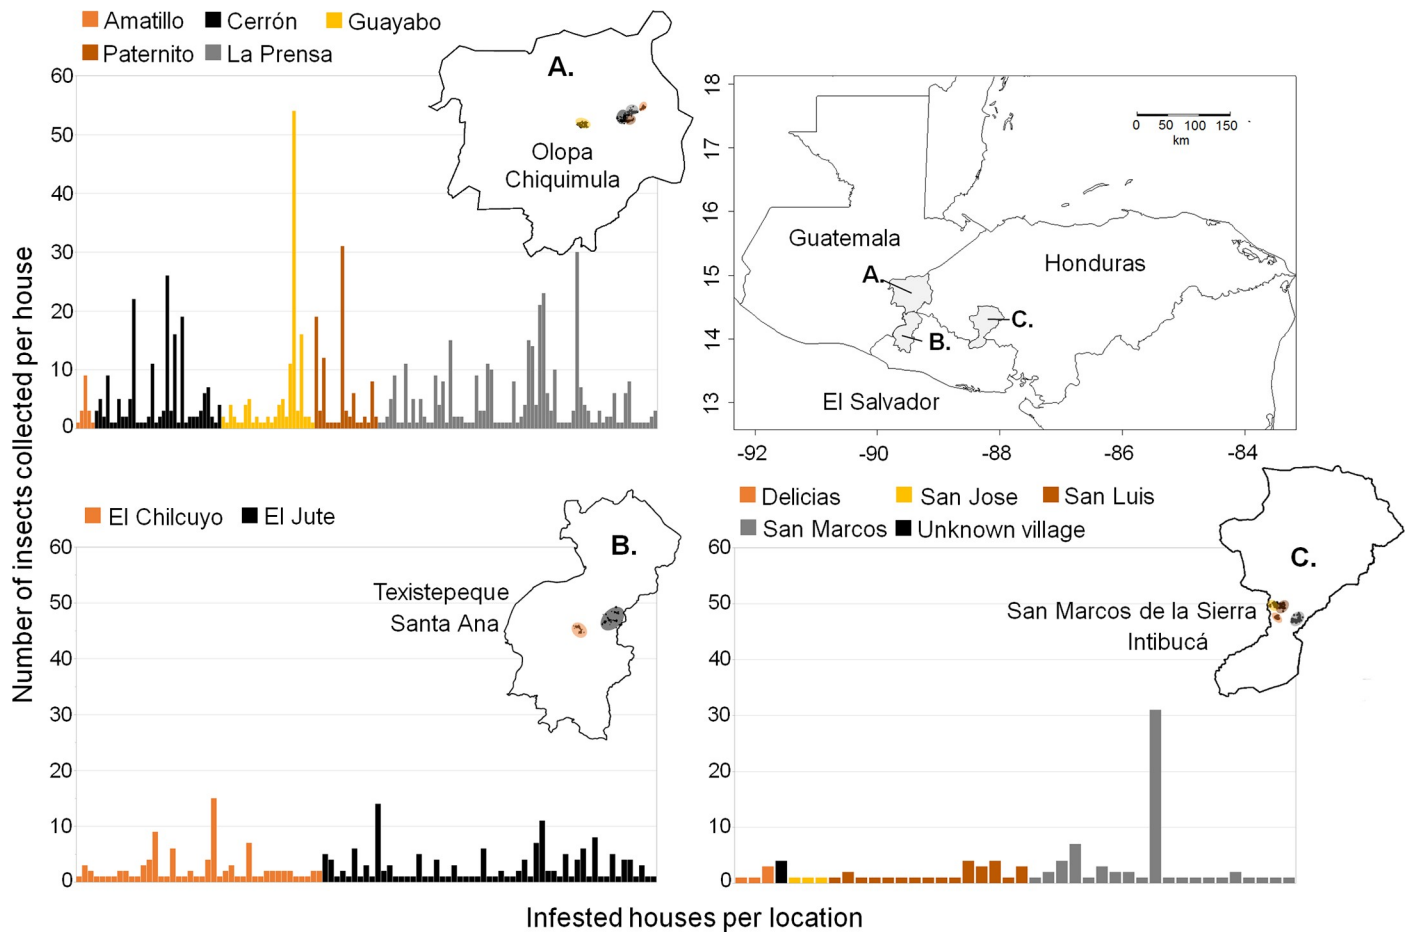 Amatillo Cerrón Guayabo
Paternito La Prensa
60
50
40
30
20
10
0
A.
Olopa
Chiquimula
18
17
16
15
14
13
-92 -90 -88 -86 -84
0 50 100 150
km
Guatemala
Honduras
El Salvador
A.
B.
C.
Number of insects collected per house
El Chilcuyo El Jute
60
50
40
30
20
10
0
B.
Texistepeque
Santa Ana
Delicias San Jose San Luis
San Marcos Unknown village
60
50
40
30
20
10
0
C.
San Marcos de la Sierra
Intibucá
Infested houses per location